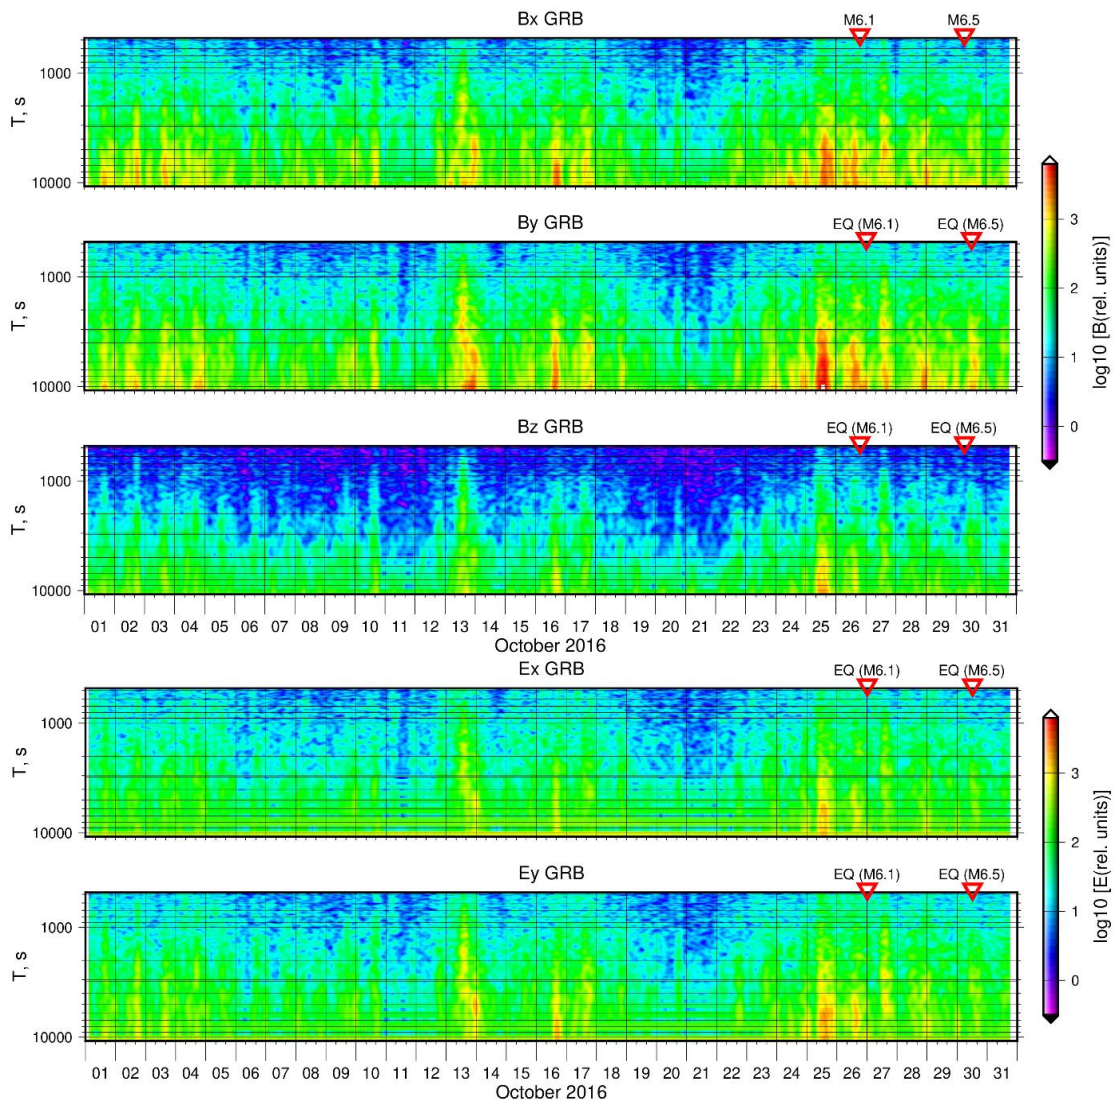 Bx GRB
M6.1 M6.5
T, s
1000
10000
By GRB
EQ (M6.1) EQ (M6.5)
T, s
1000
10000
Bz GRB
EQ (M6.1) EQ (M6.5)
T, s
1000
10000
01 02 03 04 05 06 07 08 09 10 11 12 13 14 15 16 17 18 19 20 21 22 23 24 25 26 27 28 29 30 31
October 2016
3
2
1
0
log10 [B(rel. units)]
Ex GRB
EQ (M6.1) EQ (M6.5)
T, s
1000
10000
Ey GRB
EQ (M6.1) EQ (M6.5)
T, s
1000
10000
01 02 03 04 05 06 07 08 09 10 11 12 13 14 15 16 17 18 19 20 21 22 23 24 25 26 27 28 29 30 31
October 2016
3
2
1
0
log10 [E(rel. units)]